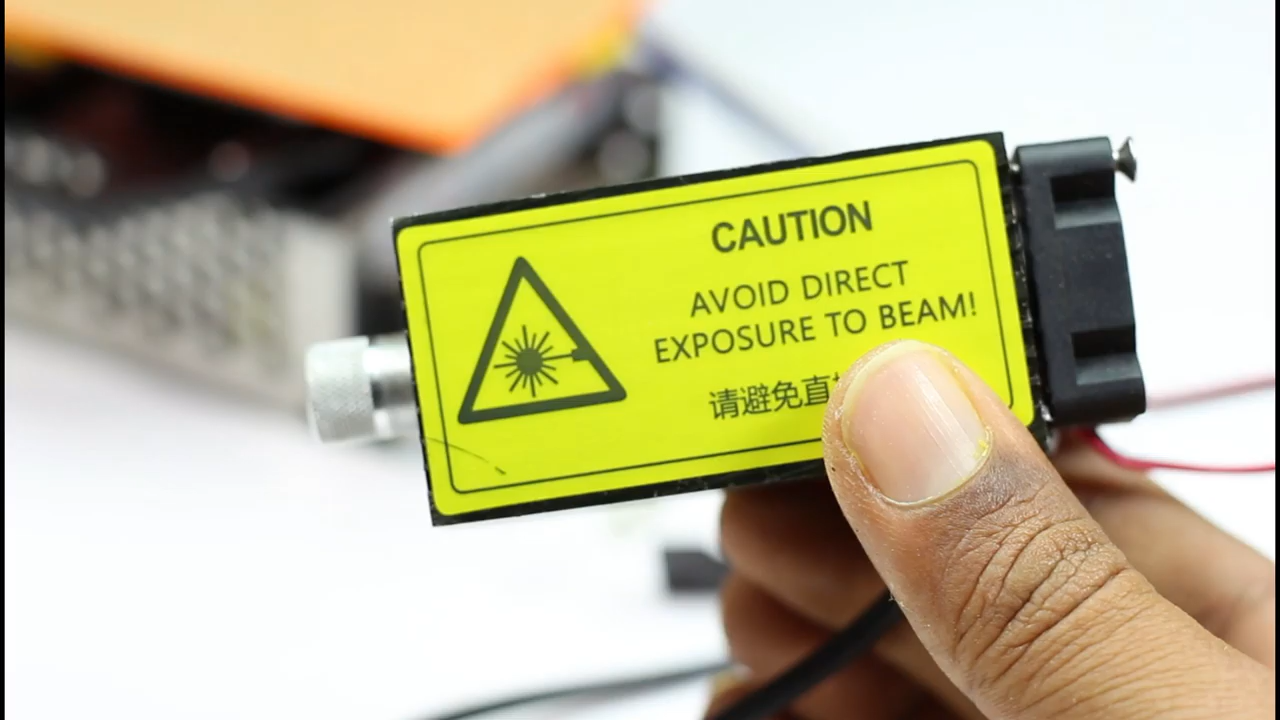 CAUTION
AVOID DIRECT
EXPOSURE TO BEAM!
请避免直